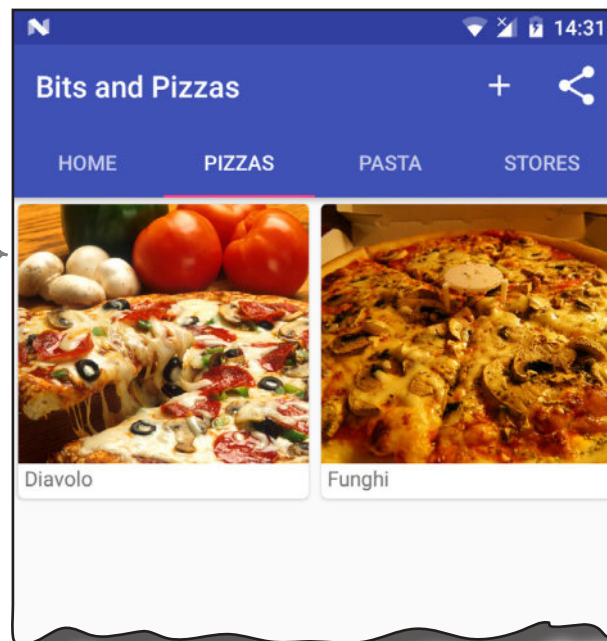 14:31
Bits and Pizzas
HOME PIZZAS PASTA STORES
Diavolo Funghi